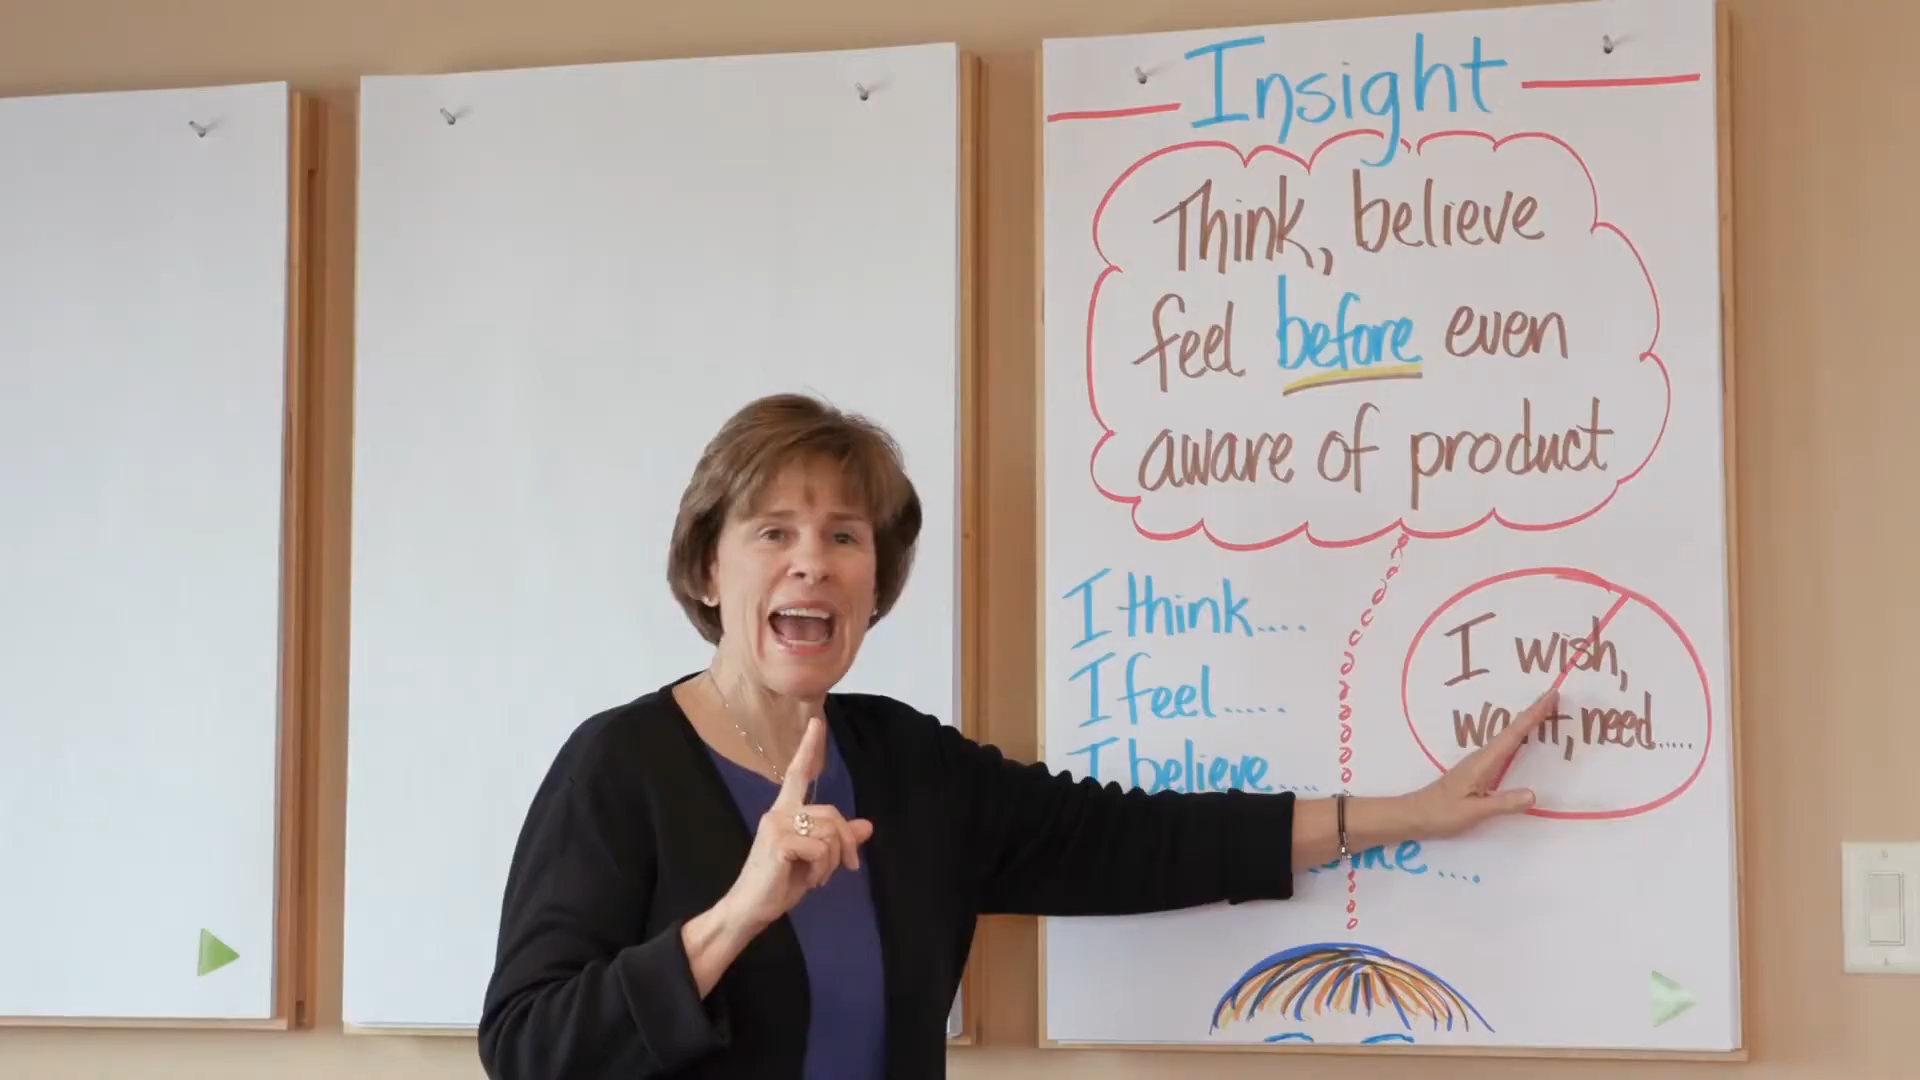 Insight
Think, believe
feel before even
aware of product
I think....
I feel.....
I believe....
I wish,
want, need.....